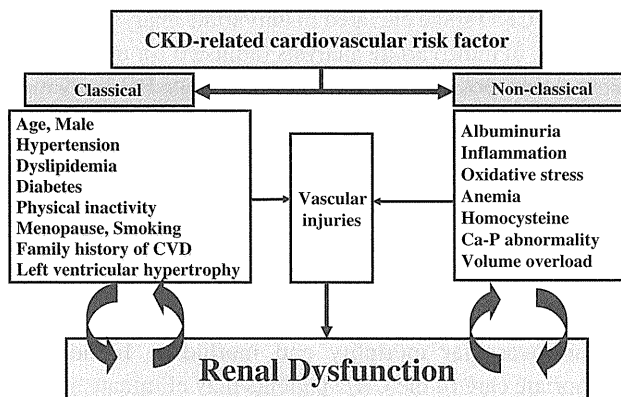 CKD-related cardiovascular risk factor
Classical
Non-classical
Age, Male
Hypertension
Dyslipidemia
Diabetes
Physical inactivity
Menopause, Smoking
Family history of CVD
Left ventricular hypertrophy
Vascular
injuries
Albuminuria
Inflammation
Oxidative stress
Anemia
Homocysteine
Ca-P abnormality
Volume overload
Renal Dysfunction